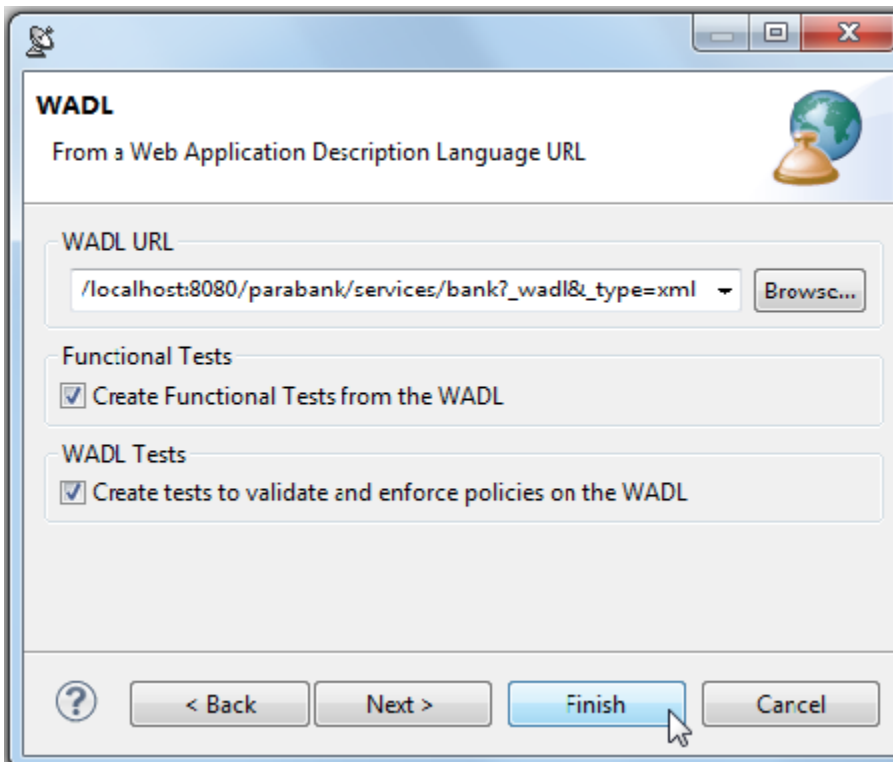 WADL
From a Web Application Description Language URL
WADL URL
/localhost:8080/parabank/services/bank?_wadl&_type=xml
Browse...
Functional Tests
Create Functional Tests from the WADL
WADL Tests
Create tests to validate and enforce policies on the WADL
? < Back Next > Finish Cancel